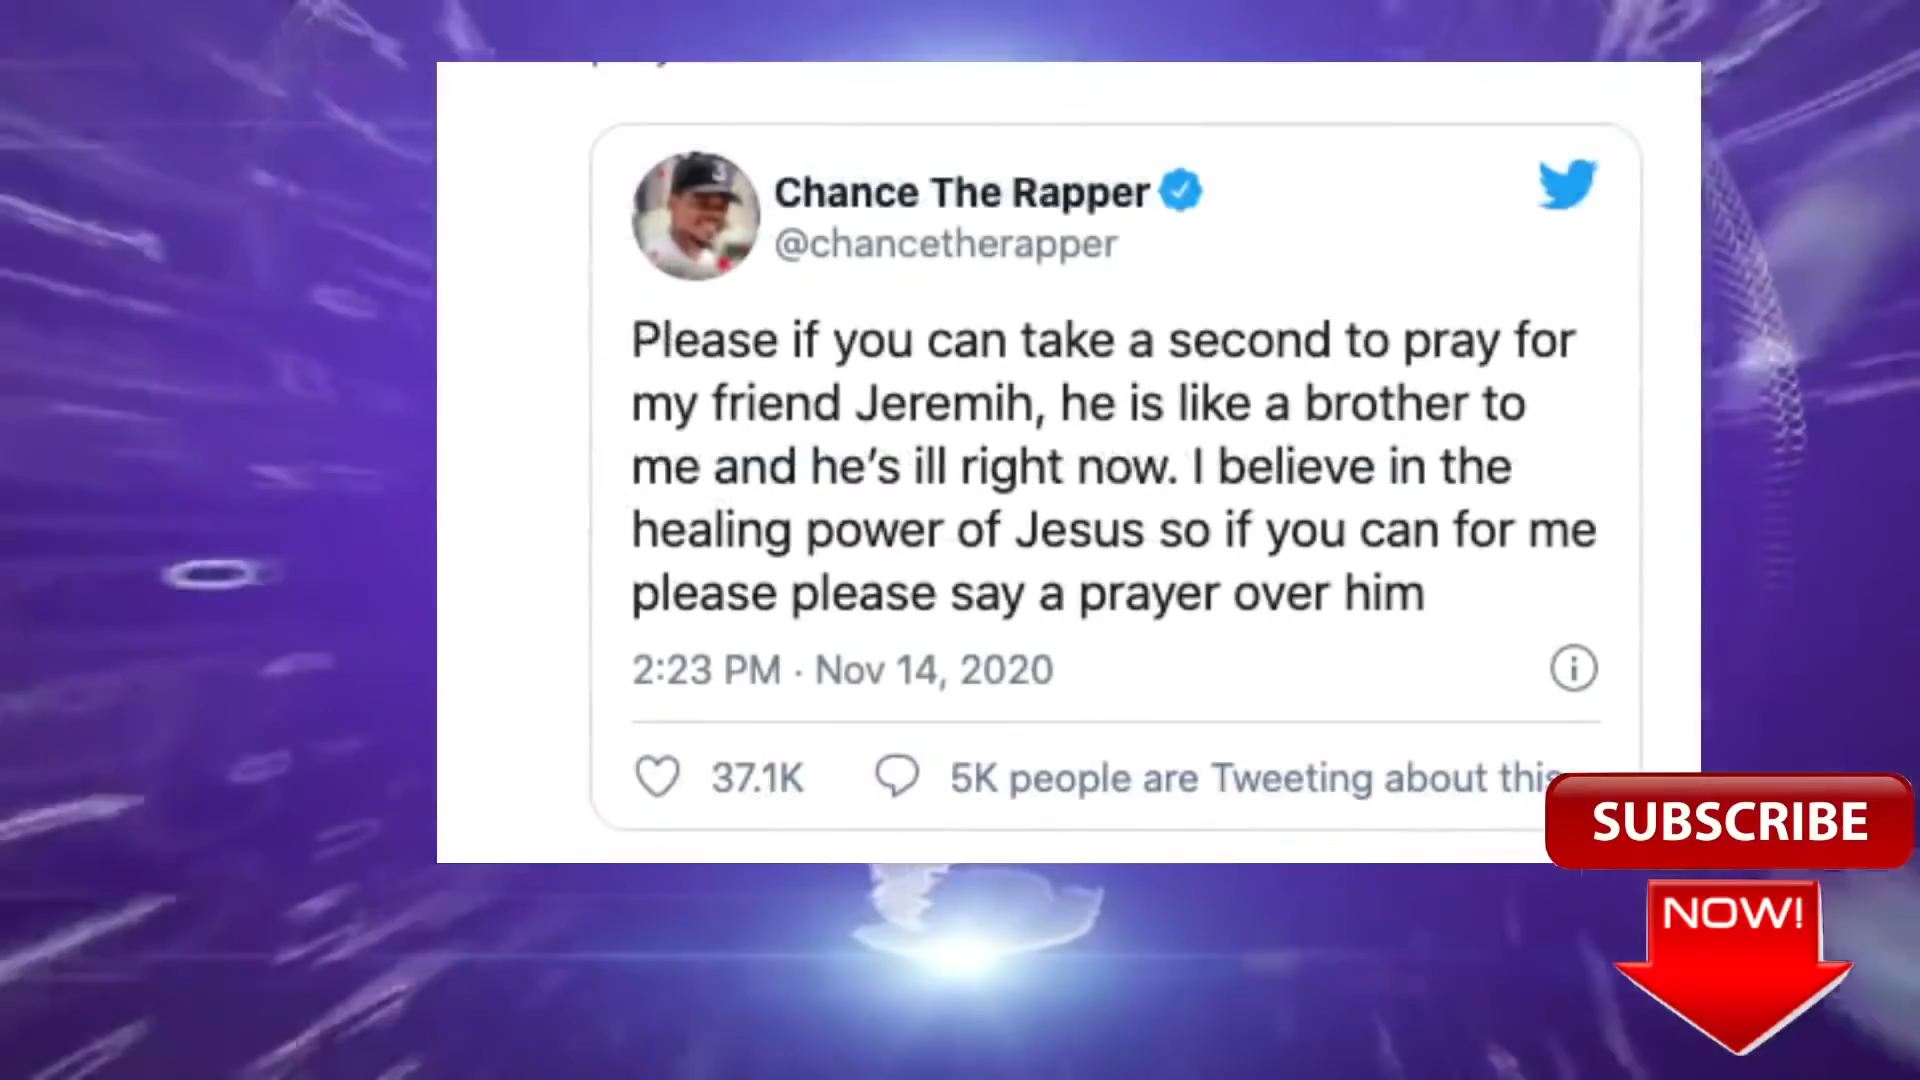 Chance The Rapper
@chancetherapper
Please if you can take a second to pray for
my friend Jeremih, he is like a brother to
me and he's ill right now. I believe in the
healing power of Jesus so if you can for me
please please say a prayer over him
2:23 PM · Nov 14, 2020
37.1K 5K people are Tweeting about this
SUBSCRIBE
NOW!